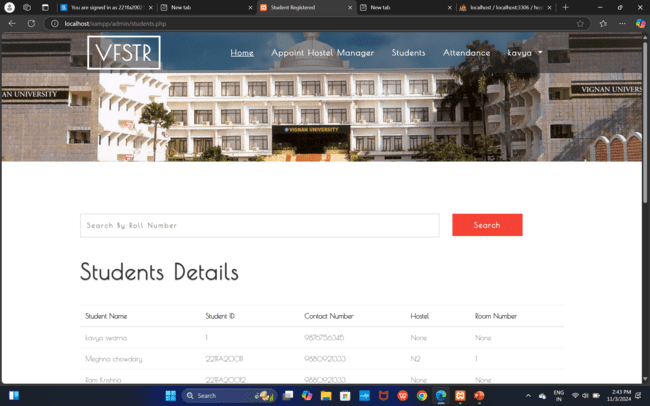 You are signed in as 221fa2002
New tab
Student Registered
New tab
localhost / localhost:3306 / hos
localhost/xampp/admin/students.php
VFSTR
Home
Appoint Hostel Manager
Students
Attendance
kavya
VIGNAN UNIVERSITY
VIGNAN UNIVERSITY
VIGNAN UNIVERS
Search By Roll Number
Search
Students Details
Student Name Student ID Contact Number Hostel Room Number
kavya swarna 1 9876756345 None None
Meghna chowdary 221FA20011 9880921333 N2 1
Ram Krishna 221FA20012 9880921333 None None
Search
ENG
IN
2:43 PM
11/3/2024